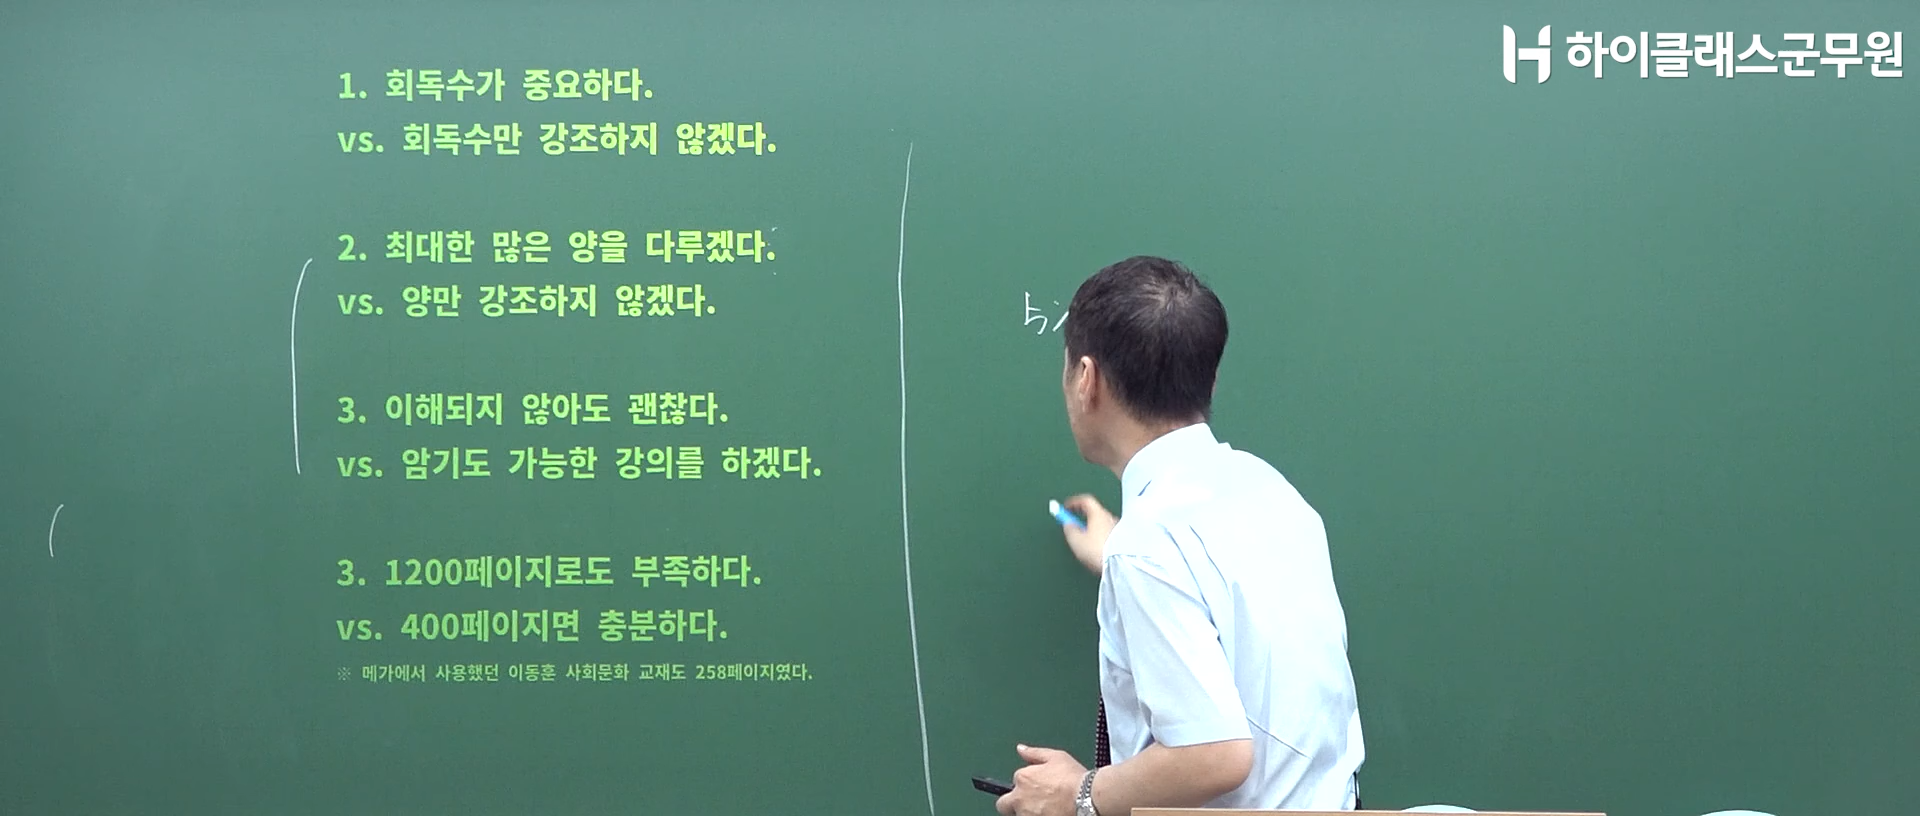 하이클래스군무원
1. 회독수가 중요하다.
vs. 회독수만 강조하지 않겠다.
2. 최대한 많은 양을 다루겠다.
vs. 양만 강조하지 않겠다.
3. 이해되지 않아도 괜찮다.
vs. 암기도 가능한 강의를 하겠다.
3. 1200페이지로도 부족하다.
vs. 400페이지면 충분하다.
※ 메가에서 사용했던 이동훈 사회문화 교재도 258페이지였다.